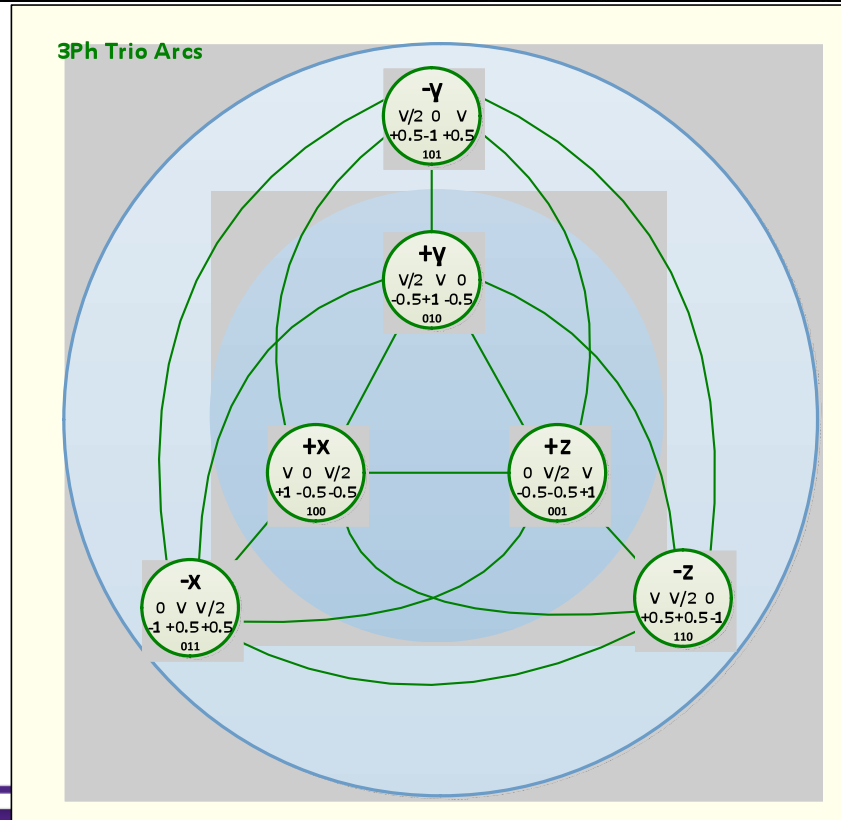 3Ph Trio Arcs
-Y
V/2 0 V
+0.5-1 +0.5
101
+Y
V/2 V 0
-0.5+1 -0.5
010
+X
V 0 V/2
+1 -0.5-0.5
100
+Z
0 V/2 V
-0.5-0.5+1
001
-X
0 V V/2
-1 +0.5+0.5
011
-Z
V V/2 0
+0.5+0.5-1
110